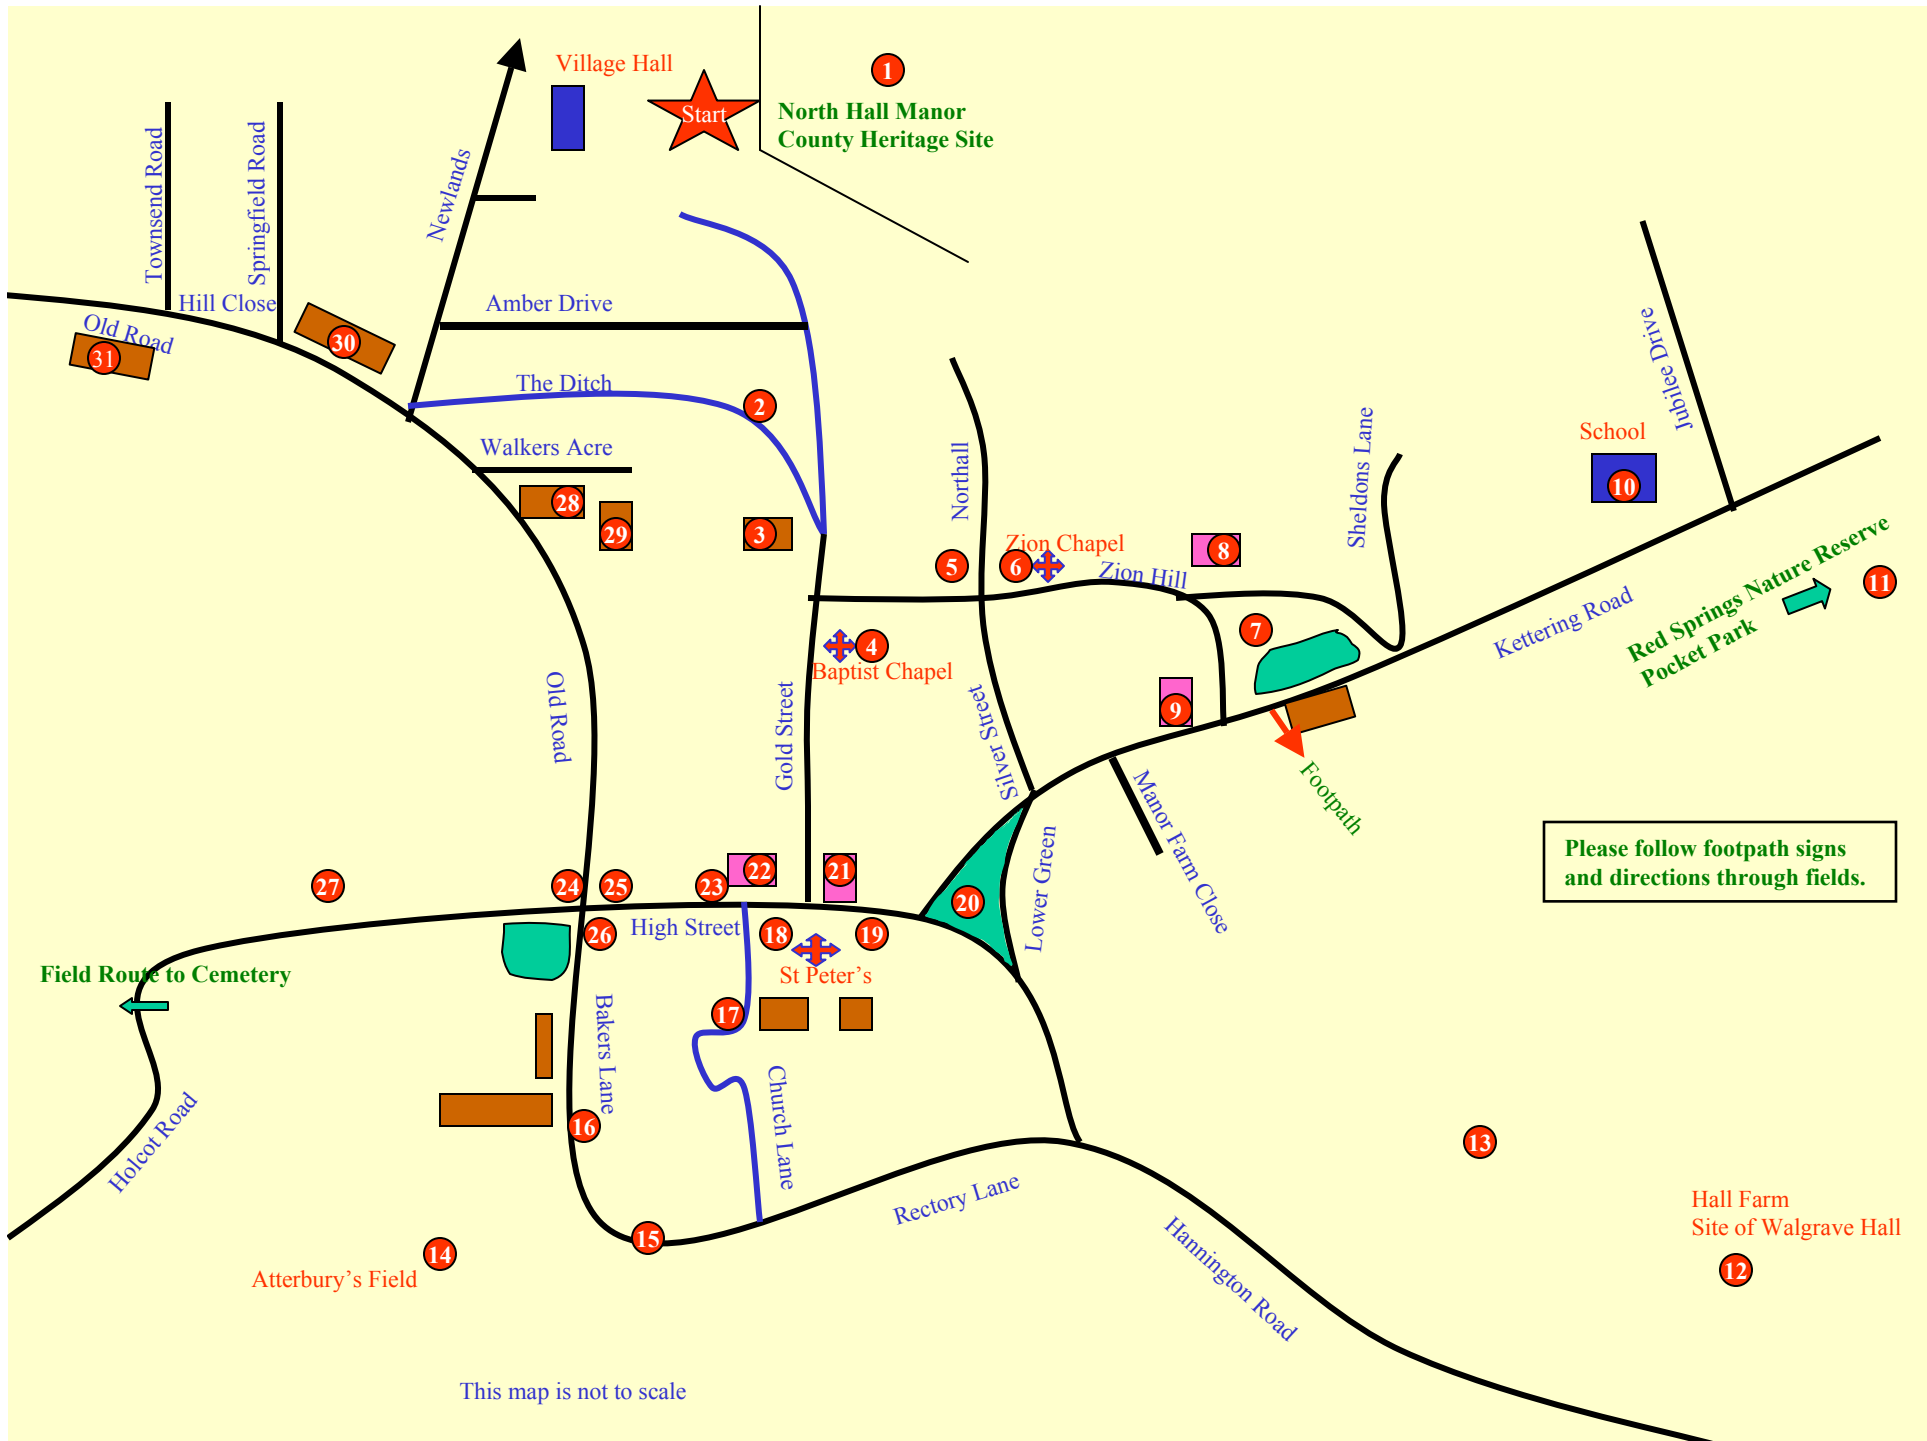 Village Hall
Start
1
North Hall Manor
County Heritage Site
Townsend Road
Springfield Road
Newlands
Hill Close
Old Road
31
30
Amber Drive
The Ditch
2
Walkers Acre
28
29
3
Northall
5
6
Zion Chapel
Zion Hill
8
Sheldons Lane
School
10
Jubilee Drive
Kettering Road
Red Springs Nature Reserve
Pocket Park
11
7
4
Baptist Chapel
Old Road
Gold Street
Silver Street
9
Footpath
Manor Farm Close
Please follow footpath signs
and directions through fields.
27
24
25
23
22
21
20
Lower Green
26
High Street
18
19
St Peter’s
Field Route to Cemetery
17
Bakers Lane
Church Lane
16
Holcot Road
15
14
Atterbury’s Field
Rectory Lane
Hannington Road
13
Hall Farm
Site of Walgrave Hall
12
This map is not to scale